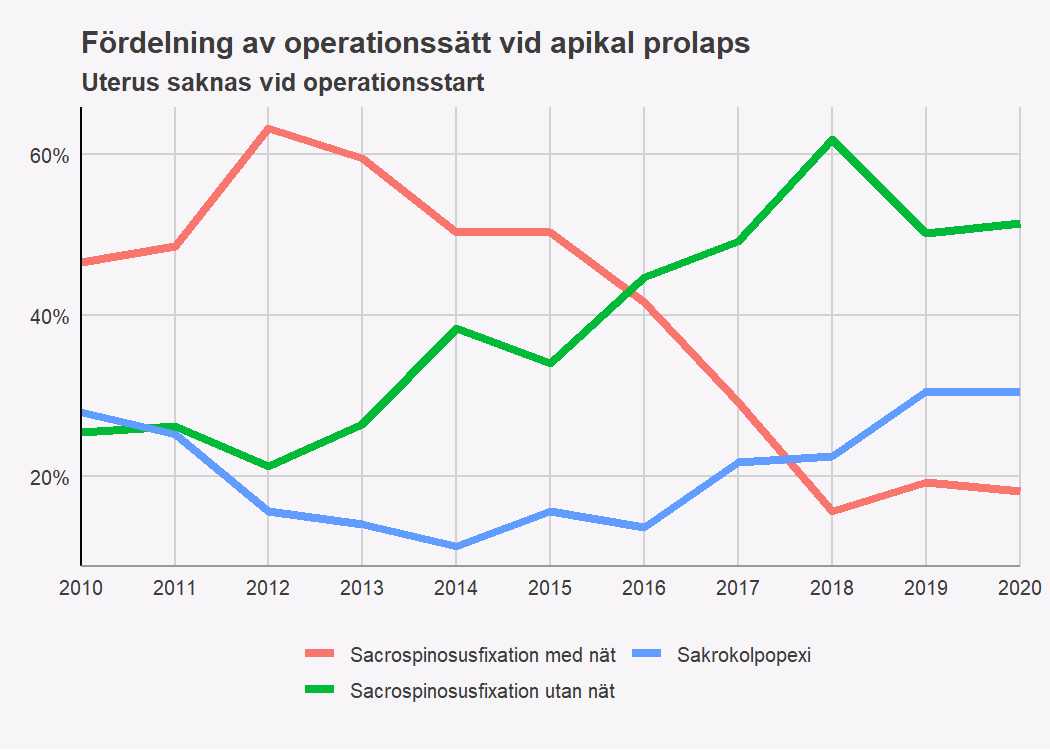 Fördelning av operationssätt vid apikal prolaps
Uterus saknas vid operationsstart
60%
40%
20%
2010 2011 2012 2013 2014 2015 2016 2017 2018 2019 2020
Sacrospinosusfixation med nät Sakrokolpopexi
Sacrospinosusfixation utan nät